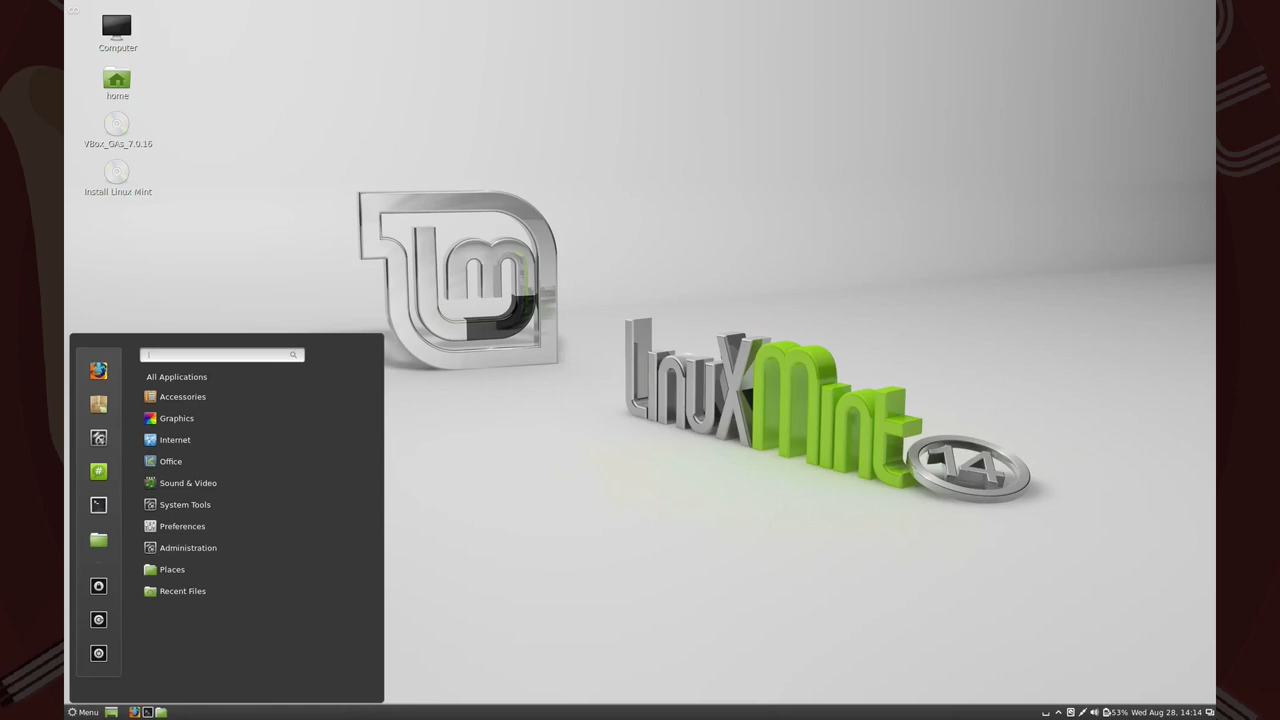 Computer
home
VBox_GAs_7.0.16
Install Linux Mint
lm
LinuxMint 14
All Applications
Accessories
Graphics
Internet
Office
Sound & Video
System Tools
Preferences
Administration
Places
Recent Files
Menu
53% Wed Aug 28, 14:14